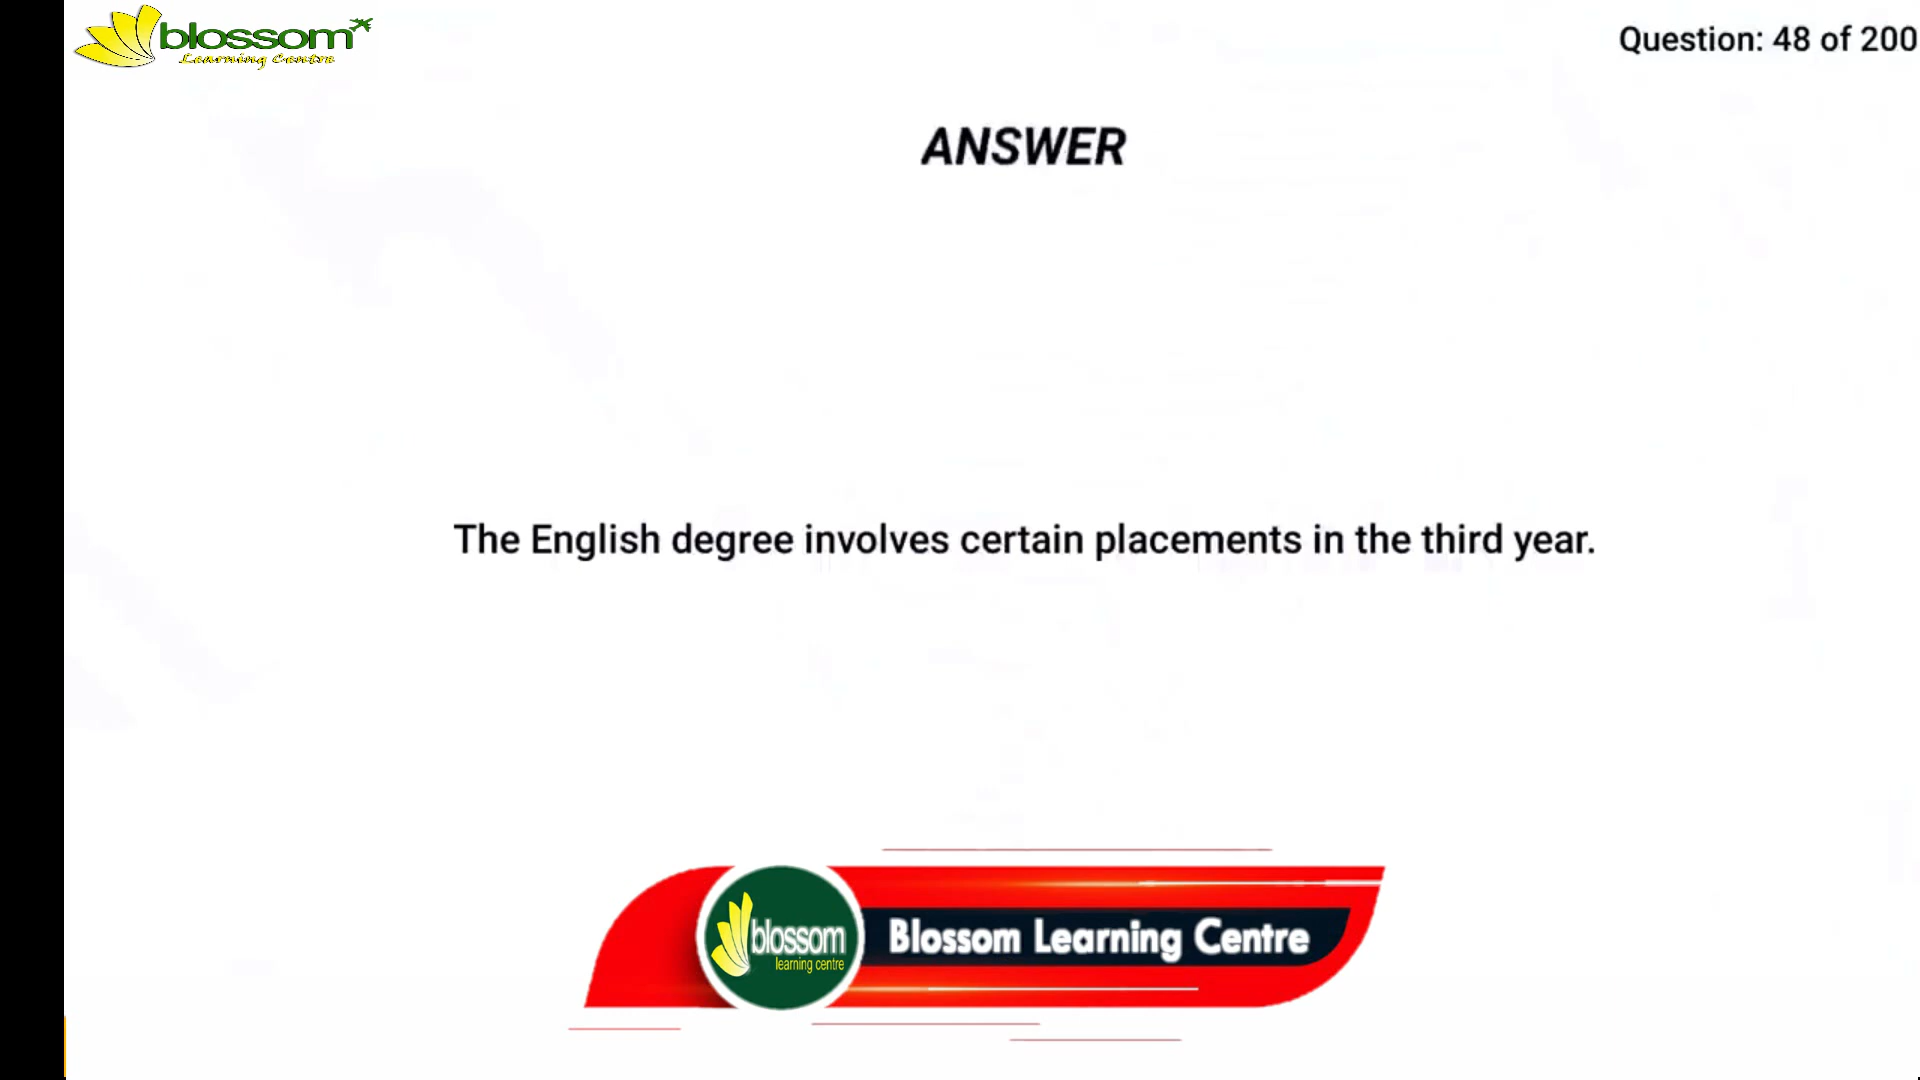 blossom
Learning Centre
Question: 48 of 200
ANSWER
The English degree involves certain placements in the third year.
blossom
learning centre
Blossom Learning Centre